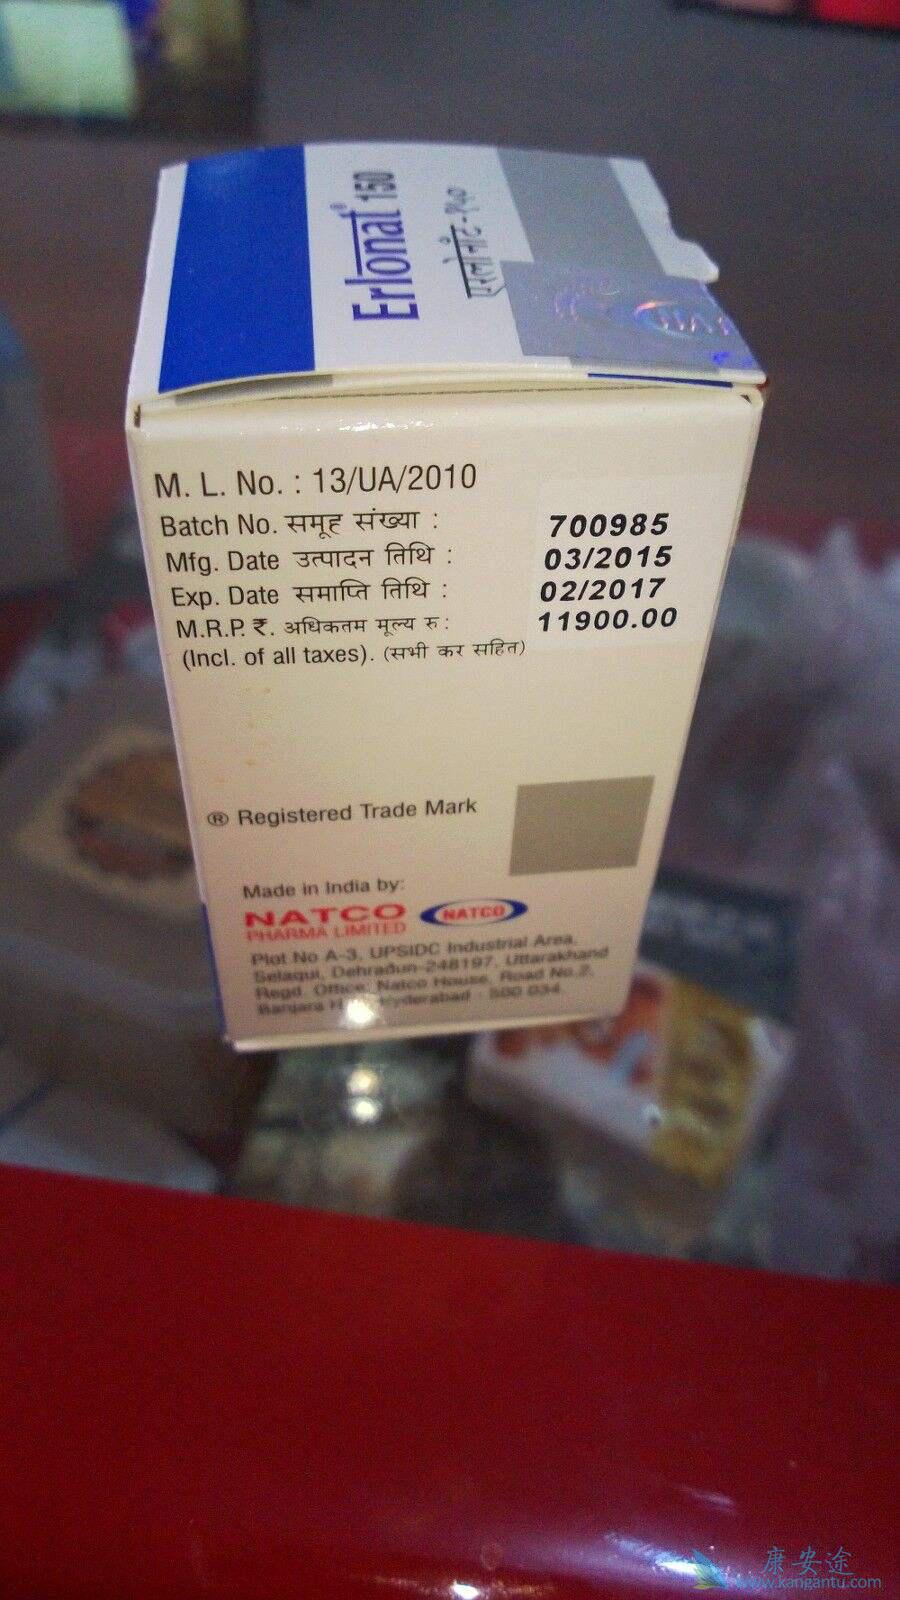 Erlonat® 150
एरलोनॅट-१५०
M. L. No. : 13/UA/2010
Batch No. समूह संख्या : 700985
Mfg. Date उत्पादन तिथि : 03/2015
Exp. Date समाप्ति तिथि : 02/2017
M.R.P. ₹. अधिकतम मूल्य रु : 11900.00
(Incl. of all taxes). (सभी कर सहित)
® Registered Trade Mark
Made in India by:
NATCO NATCO
PHARMA LIMITED
Plot No A-3, UPSIDC Industrial Area,
Selaqui, Dehradun-248197, Uttarakhand
Regd. Office: Natco House, Road No.2,
Banjara Hyderabad - 500 034.
康安途
www.kangantu.com